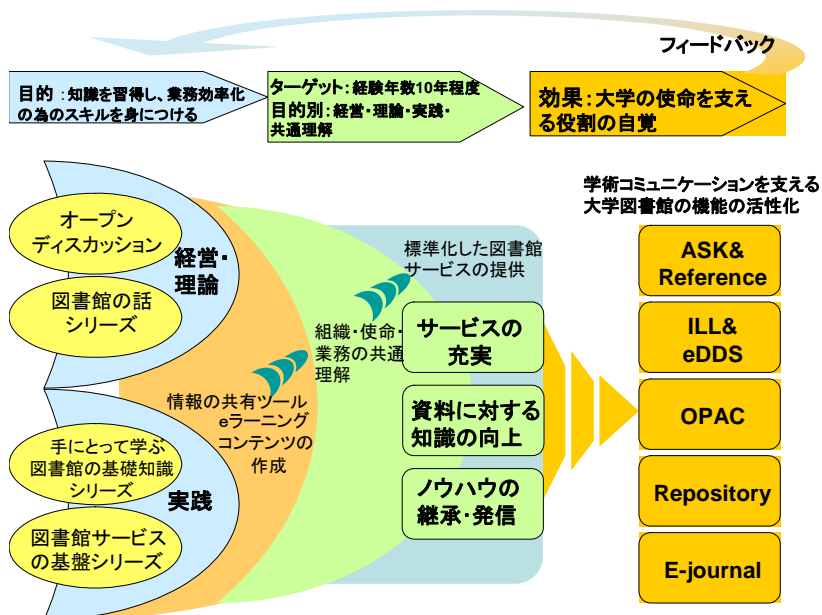 フィードバック
目的：知識を習得し、業務効率化
の為のスキルを身につける
ターゲット：経験年数10年程度
目的別：経営・理論・実践・
共通理解
効果：大学の使命を支え
る役割の自覚
オープン
ディスカッション
図書館の話
シリーズ
経営・
理論
手にとって学ぶ
図書館の基礎知識
シリーズ
図書館サービス
の基盤シリーズ
実践
情報の共有ツール
eラーニング
コンテンツの
作成
組織・使命・
業務の共通
理解
標準化した図書館
サービスの提供
サービスの
充実
資料に対する
知識の向上
ノウハウの
継承・発信
学術コミュニケーションを支える
大学図書館の機能の活性化
ASK&
Reference
ILL&
eDDS
OPAC
Repository
E-journal